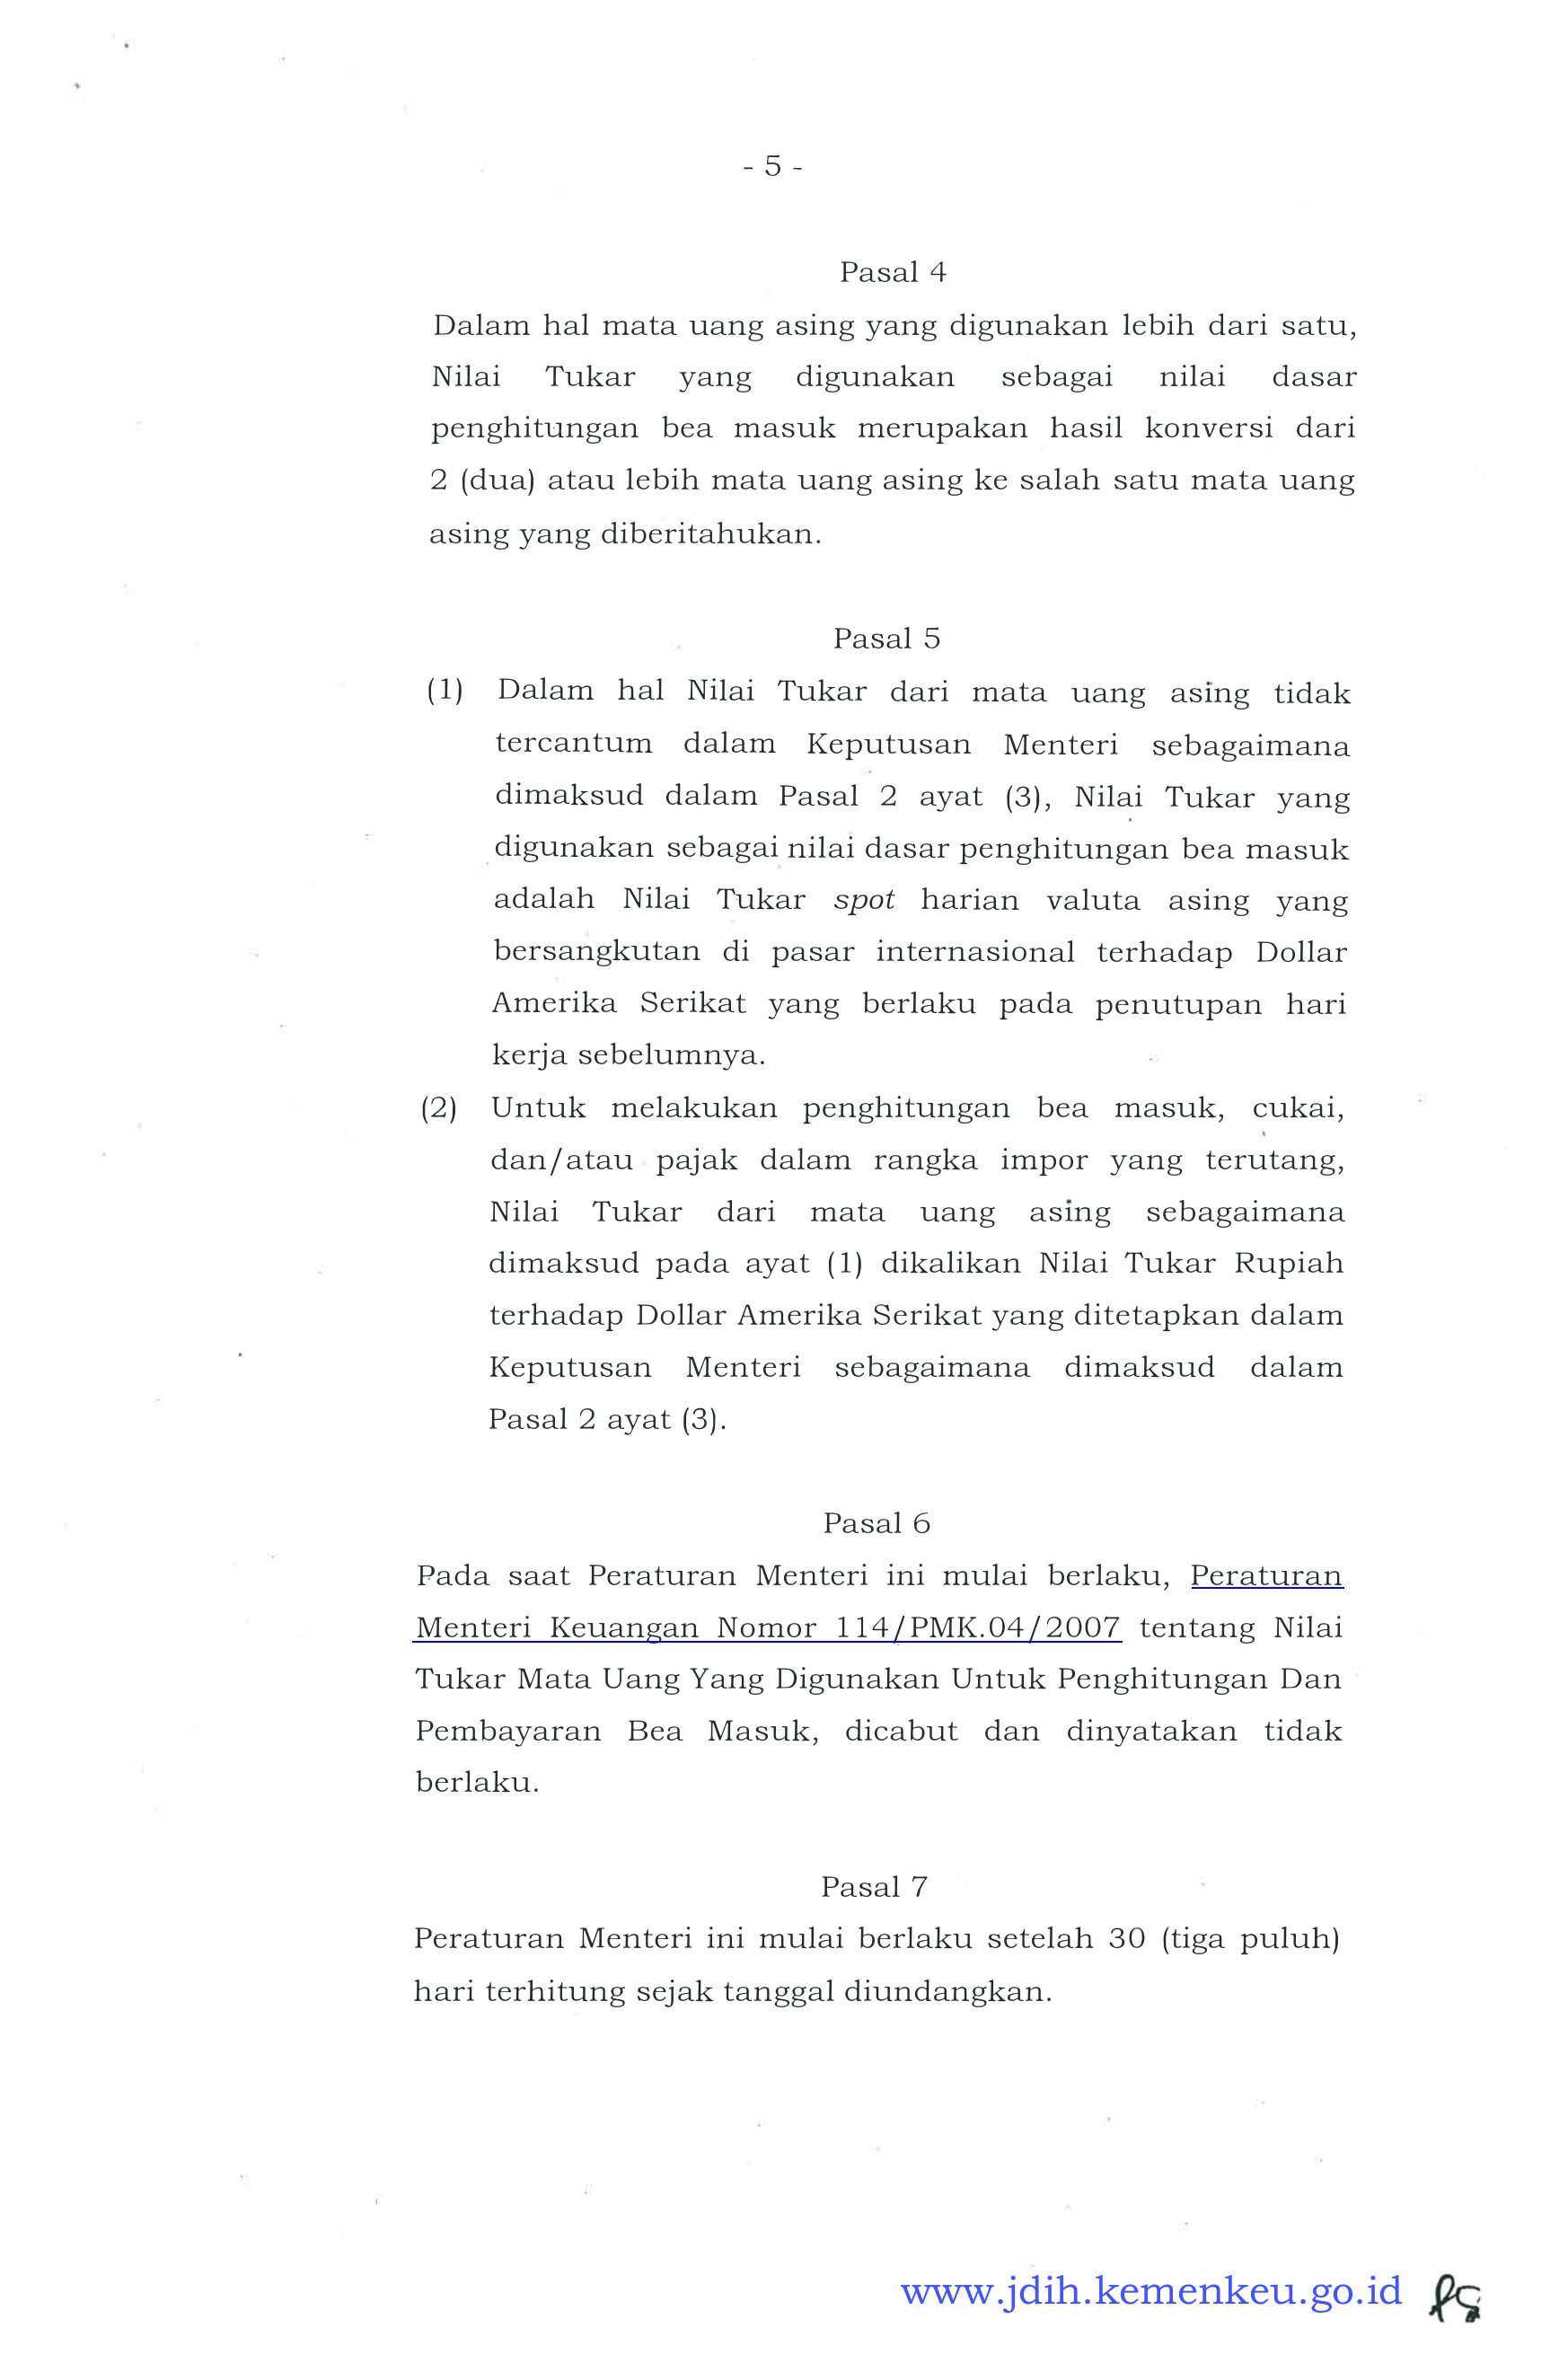 - 5 -
Pasal 4
Dalam hal mata uang asing yang digunakan lebih dari satu,
Nilai Tukar yang digunakan sebagai nilai dasar
penghitungan bea masuk merupakan hasil konversi dari
2 (dua) atau lebih mata uang asing ke salah satu mata uang
asing yang diberitahukan.
Pasal 5
(1) Dalam hal Nilai Tukar dari mata uang asing tidak
tercantum dalam Keputusan Menteri sebagaimana
dimaksud dalam Pasal 2 ayat (3), Nilai Tukar yang
digunakan sebagai nilai dasar penghitungan bea masuk
adalah Nilai Tukar spot harian valuta asing yang
bersangkutan di pasar internasional terhadap Dollar
Amerika Serikat yang berlaku pada penutupan hari
kerja sebelumnya.
(2) Untuk melakukan penghitungan bea masuk, cukai,
dan/atau pajak dalam rangka impor yang terutang,
Nilai Tukar dari mata uang asing sebagaimana
dimaksud pada ayat (1) dikalikan Nilai Tukar Rupiah
terhadap Dollar Amerika Serikat yang ditetapkan dalam
Keputusan Menteri sebagaimana dimaksud dalam
Pasal 2 ayat (3).
Pasal 6
Pada saat Peraturan Menteri ini mulai berlaku, Peraturan
Menteri Keuangan Nomor 114/PMK.04/2007 tentang Nilai
Tukar Mata Uang Yang Digunakan Untuk Penghitungan Dan
Pembayaran Bea Masuk, dicabut dan dinyatakan tidak
berlaku.
Pasal 7
Peraturan Menteri ini mulai berlaku setelah 30 (tiga puluh)
hari terhitung sejak tanggal diundangkan.
www.jdih.kemenkeu.go.id